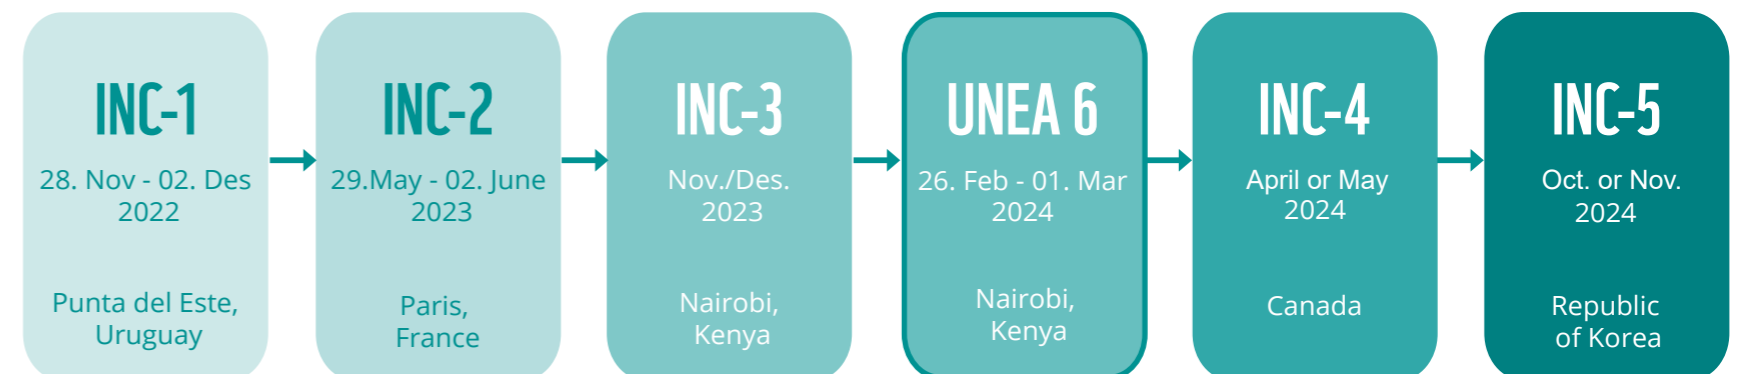 INC-1
28. Nov - 02. Des
2022
Punta del Este,
Uruguay
INC-2
29.May - 02. June
2023
Paris,
France
INC-3
Nov./Des.
2023
Nairobi,
Kenya
UNEA 6
26. Feb - 01. Mar
2024
Nairobi,
Kenya
INC-4
April or May
2024
Canada
INC-5
Oct. or Nov.
2024
Republic
of Korea